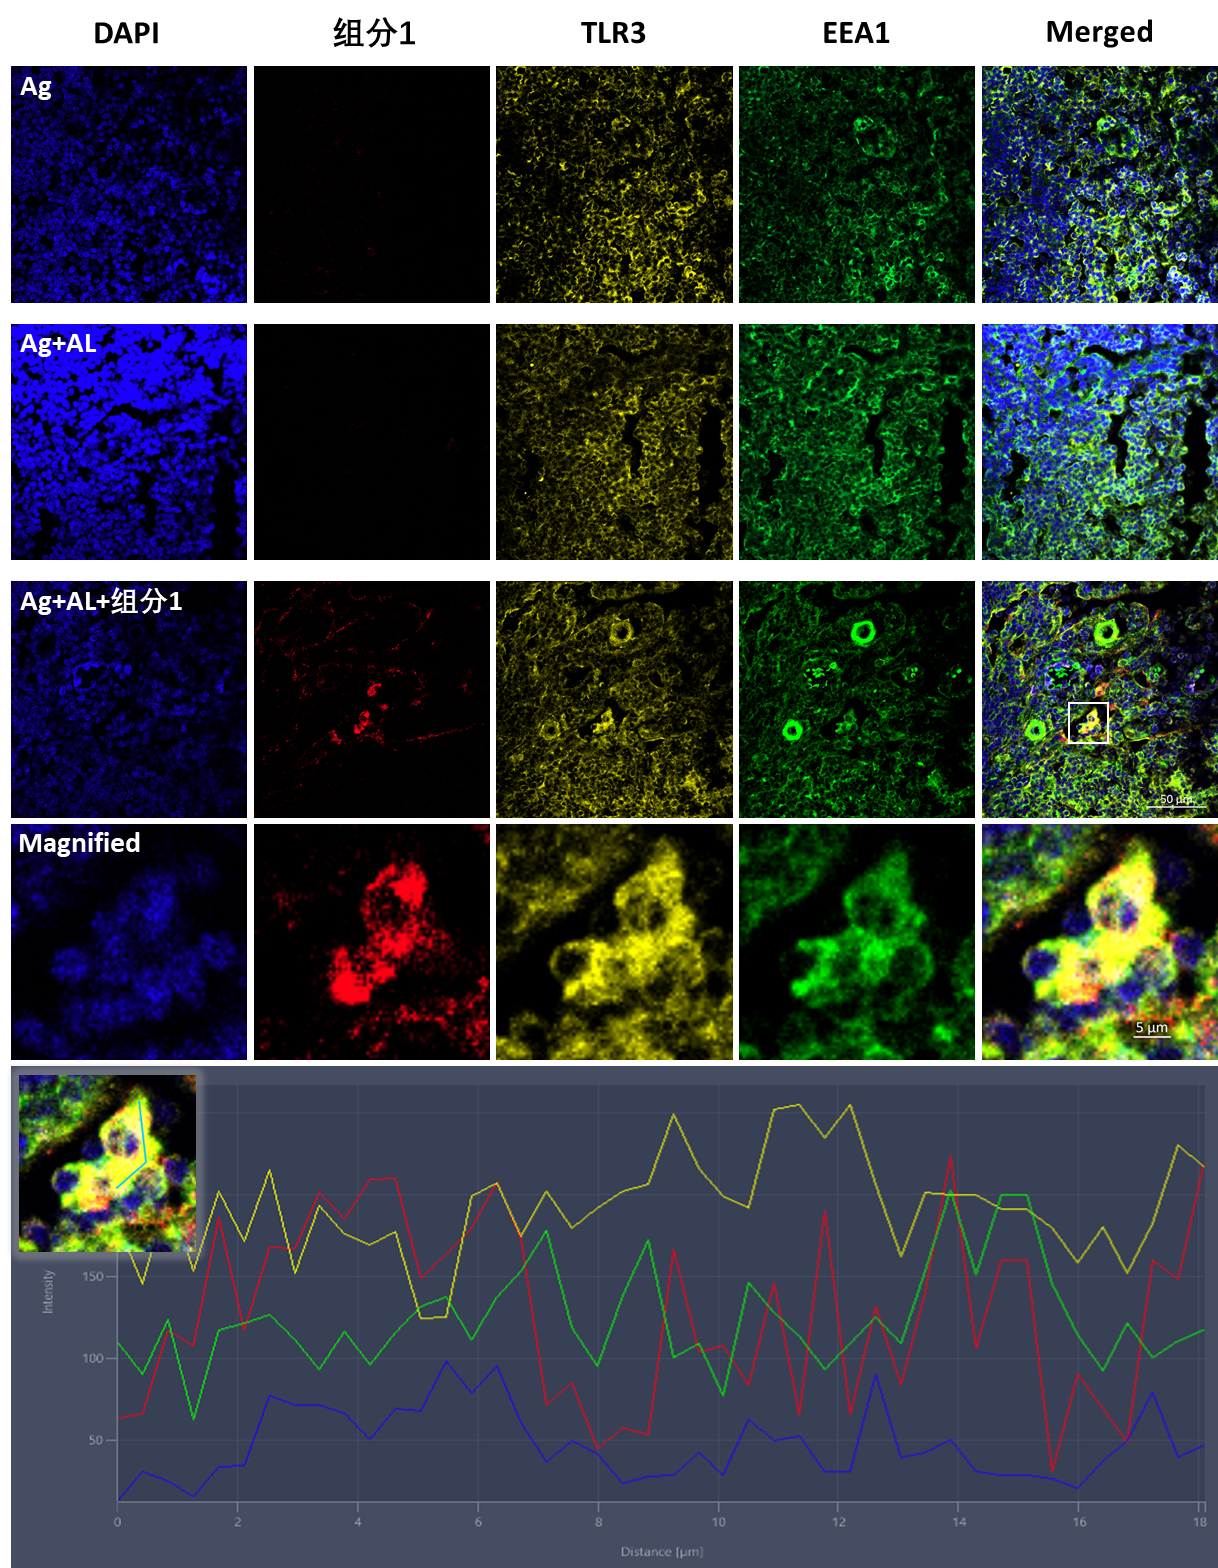 DAPI 组分1 TLR3 EEA1 Merged
Ag
Ag+AL
Ag+AL+组分1
50 μm
Magnified
5 μm
Intensity
150
100
50
0 2 4 6 8 10 12 14 16 18
Distance [μm]